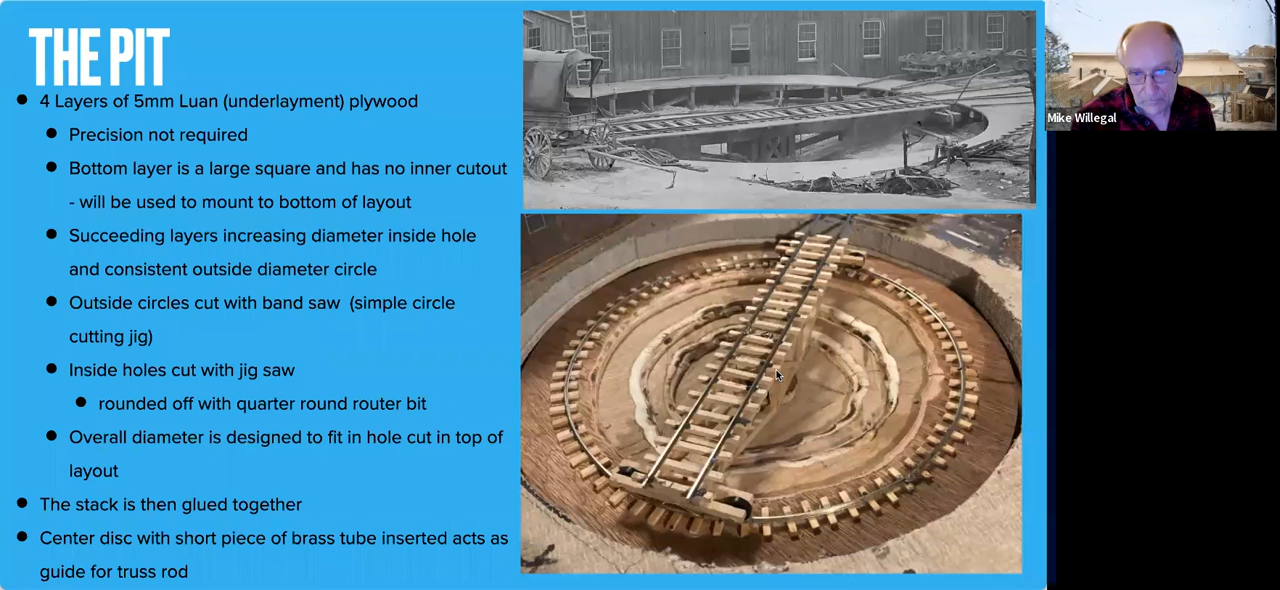 THE PIT
4 Layers of 5mm Luan (underlayment) plywood
Precision not required
Bottom layer is a large square and has no inner cutout
- will be used to mount to bottom of layout
Succeeding layers increasing diameter inside hole
and consistent outside diameter circle
Outside circles cut with band saw (simple circle
cutting jig)
Inside holes cut with jig saw
rounded off with quarter round router bit
Overall diameter is designed to fit in hole cut in top of
layout
The stack is then glued together
Center disc with short piece of brass tube inserted acts as
guide for truss rod
Mike Willegal